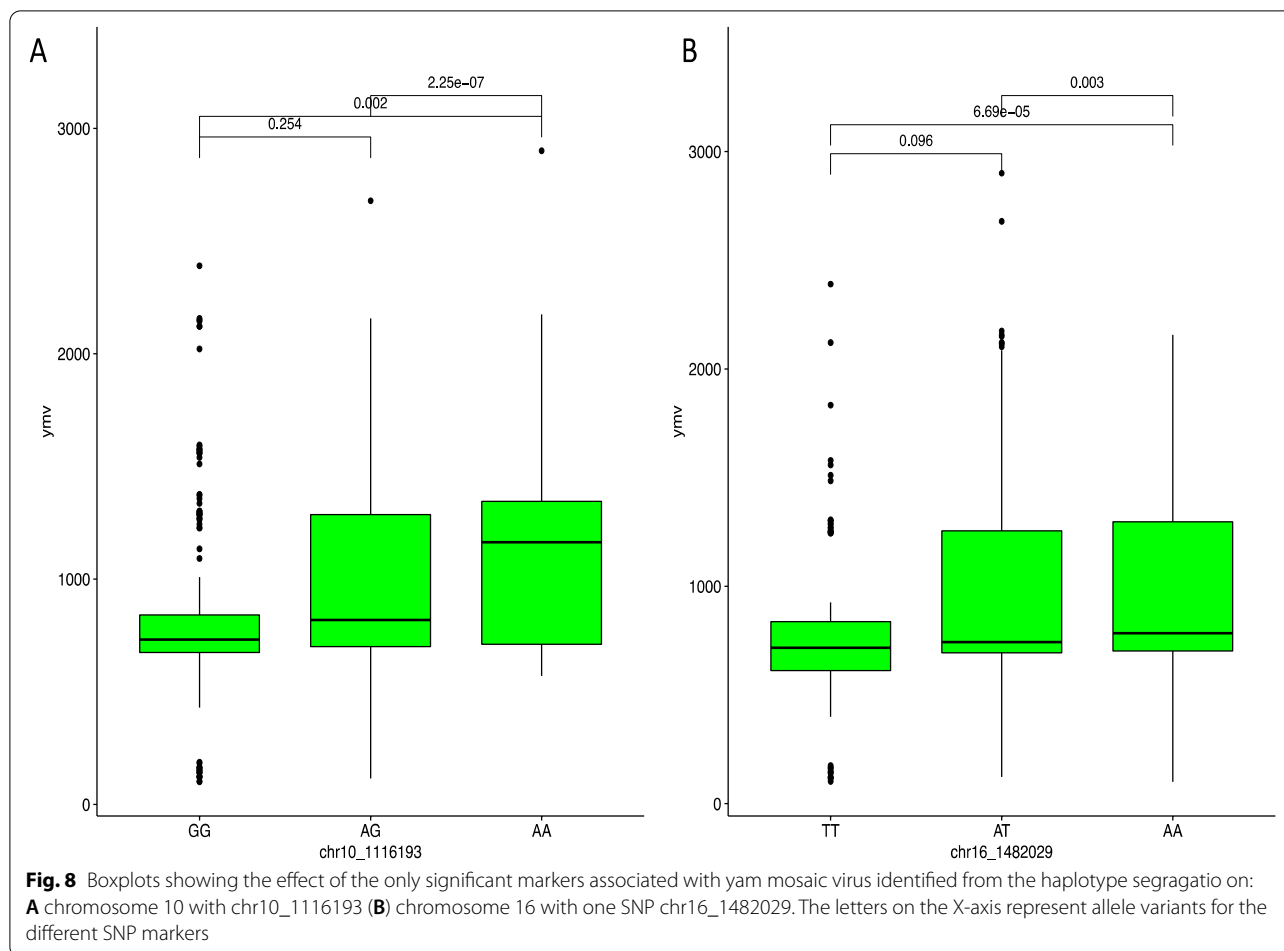 A
2.25e−07
0.002
0.254
3000
2000
1000
0
ymv
GG AG AA
chr10_1116193
B
0.003
6.69e−05
0.096
3000
2000
1000
0
ymv
TT AT AA
chr16_1482029
Fig. 8 Boxplots showing the effect of the only significant markers associated with yam mosaic virus identified from the haplotype segragatio on:
A chromosome 10 with chr10_1116193 (B) chromosome 16 with one SNP chr16_1482029. The letters on the X-axis represent allele variants for the
different SNP markers